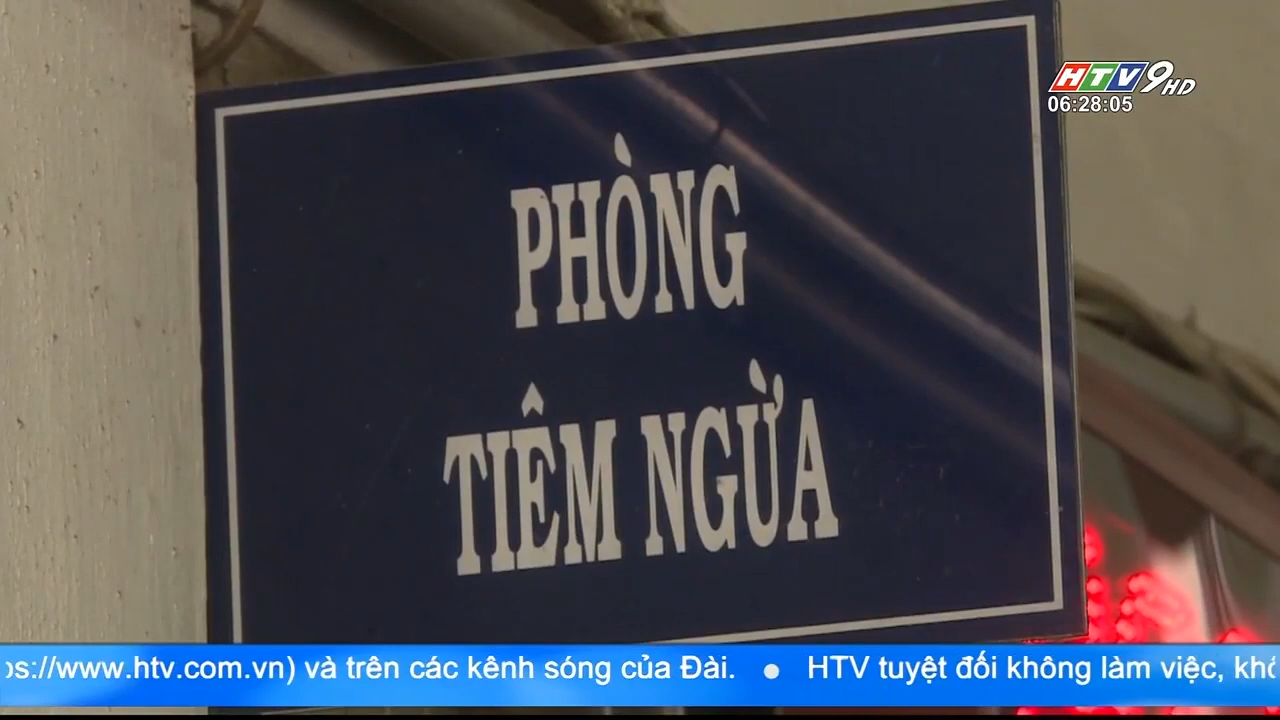 HTV9HD
06:28:05
PHÒNG
TIÊM NGỪA
ps://www.htv.com.vn) và trên các kênh sóng của Đài. • HTV tuyệt đối không làm việc,